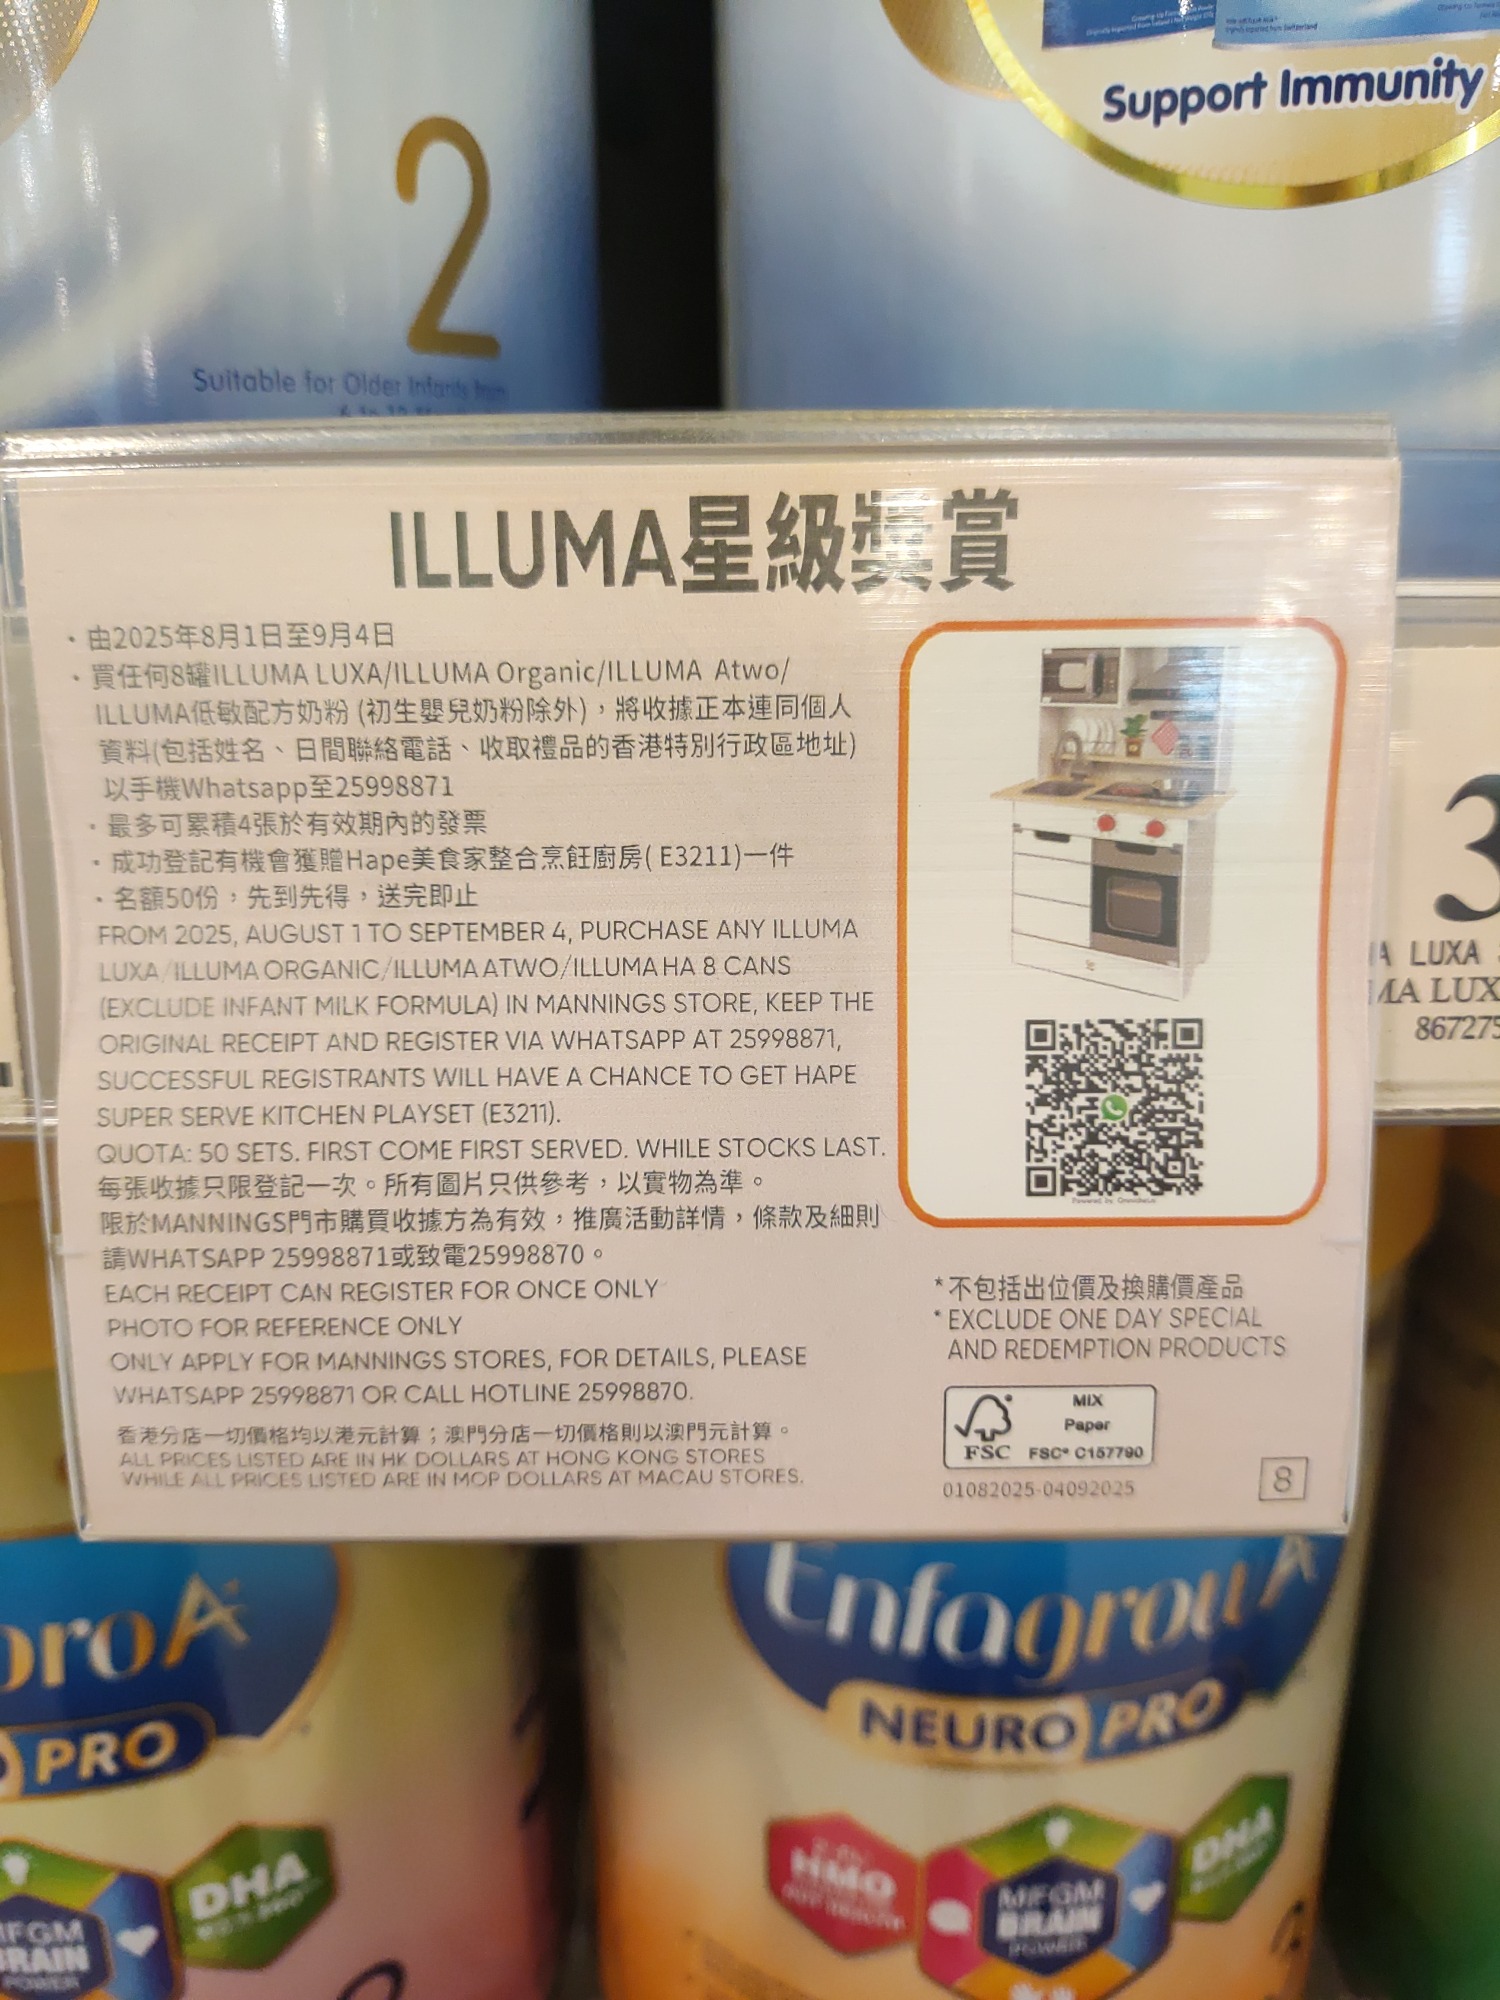 Support Immunity
2
Suitable for Older Infants from
ILLUMA星級獎賞
・由2025年8月1日至9月4日
・買任何8罐ILLUMA LUXA/ILLUMA Organic/ILLUMA Atwo/
ILLUMA低敏配方奶粉 (初生嬰兒奶粉除外)，將收據正本連同個人
資料(包括姓名、日間聯絡電話、收取禮品的香港特別行政區地址)
以手機Whatsapp至25998871
・最多可累積4張於有效期內的發票
・成功登記有機會獲贈Hape美食家整合烹飪廚房( E3211)一件
・名額50份，先到先得，送完即止
FROM 2025, AUGUST 1 TO SEPTEMBER 4, PURCHASE ANY ILLUMA
LUXA/ILLUMA ORGANIC/ILLUMA ATWO/ILLUMA HA 8 CANS
(EXCLUDE INFANT MILK FORMULA) IN MANNINGS STORE, KEEP THE
ORIGINAL RECEIPT AND REGISTER VIA WHATSAPP AT 25998871,
SUCCESSFUL REGISTRANTS WILL HAVE A CHANCE TO GET HAPE
SUPER SERVE KITCHEN PLAYSET (E3211).
QUOTA: 50 SETS. FIRST COME FIRST SERVED. WHILE STOCKS LAST.
每張收據只限登記一次。所有圖片只供參考，以實物為準。
限於MANNINGS門市購買收據方為有效，推廣活動詳情，條款及細則
請WHATSAPP 25998871或致電25998870。
EACH RECEIPT CAN REGISTER FOR ONCE ONLY
PHOTO FOR REFERENCE ONLY
ONLY APPLY FOR MANNINGS STORES, FOR DETAILS, PLEASE
WHATSAPP 25998871 OR CALL HOTLINE 25998870.
香港分店一切價格均以港元計算；澳門分店一切價格則以澳門元計算。
ALL PRICES LISTED ARE IN HK DOLLARS AT HONG KONG STORES
WHILE ALL PRICES LISTED ARE IN MOP DOLLARS AT MACAU STORES.
*不包括出位價及換購價產品
*EXCLUDE ONE DAY SPECIAL
AND REDEMPTION PRODUCTS
MIX
Paper
FSC FSC® C157790
01082025-04092025
8
3
A LUXA
MA LUX
867275
roA+
PRO
DHA
MFGM
BRAIN
POWER
Enfagrow A+
NEURO PRO
HMO
MFGM
BRAIN
POWER
DHA